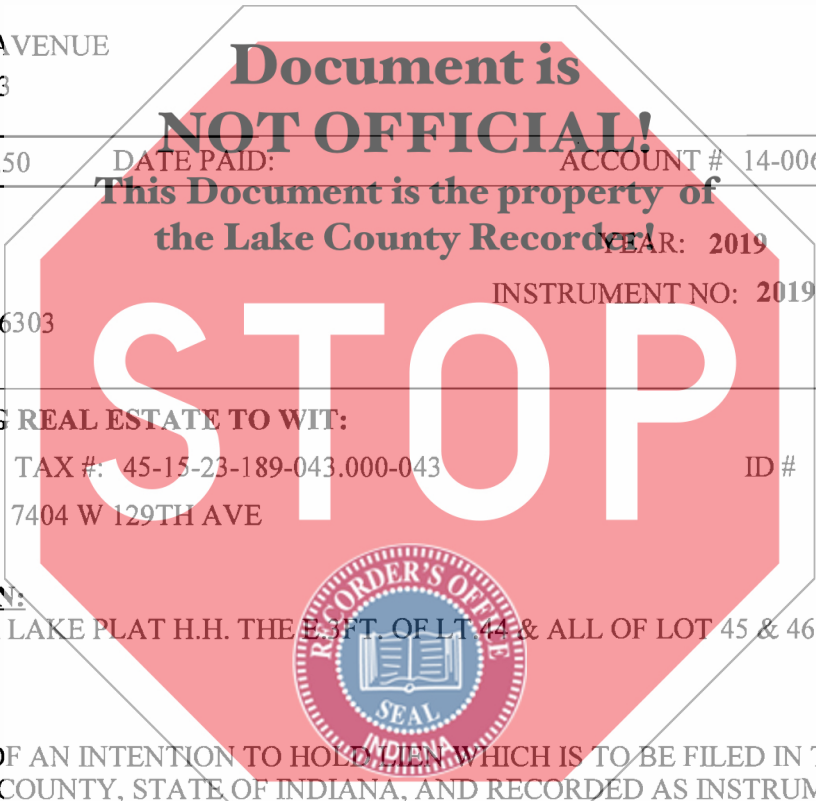 AVENUE
Document is
3
NOT OFFICIAL!
50 DATE PAID: ACCOUNT # 14-006
This Document is the property of
the Lake County Recorder!
YEAR: 2019
INSTRUMENT NO: 2019
6303
STOP
REAL ESTATE TO WIT:
TAX #: 45-15-23-189-043.000-043 ID #
7404 W 129TH AVE
N:
LAKE PLAT H.H. THE E.3FT. OF LT.44 & ALL OF LOT 45 & 46
RECORDER'S OFFICE
SEAL
INDIANA
OF AN INTENTION TO HOLD LIEN WHICH IS TO BE FILED IN T
COUNTY, STATE OF INDIANA, AND RECORDED AS INSTRUM